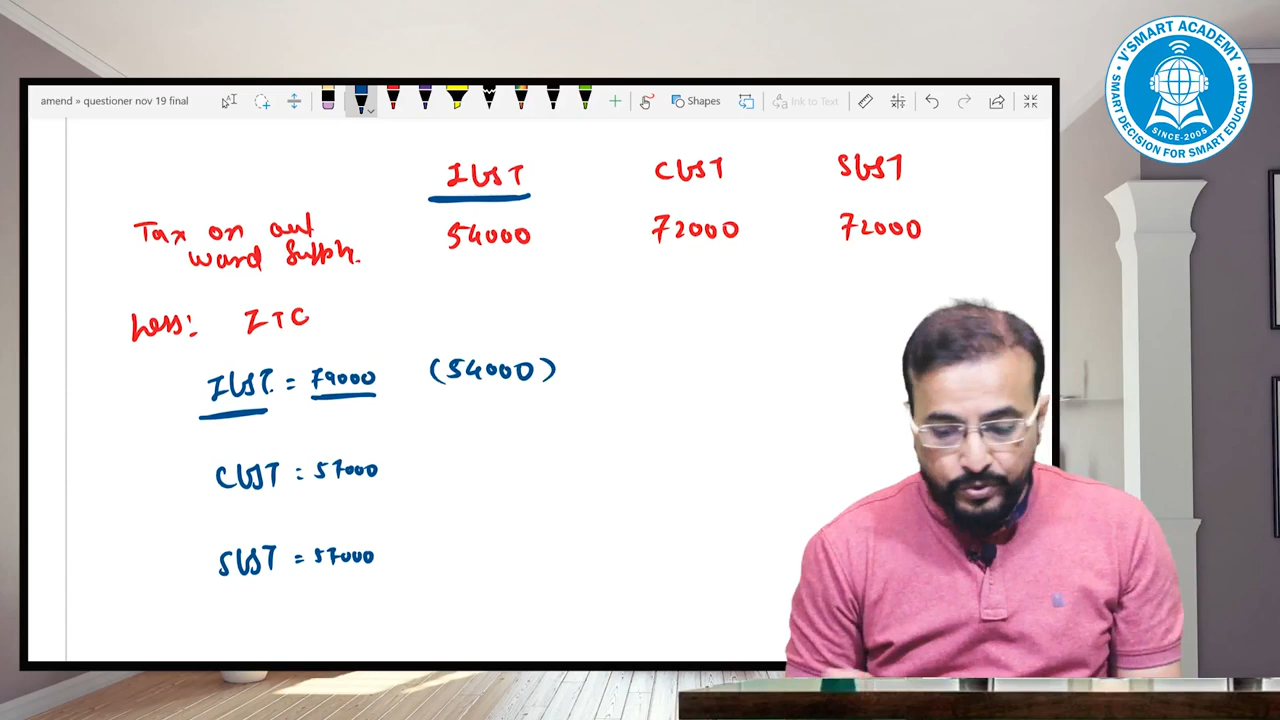 V'SMART ACADEMY
SMART DECISION FOR SMART EDUCATION
SINCE-2005
amend » questioner nov 19 final
Shapes
Ink to Text
IGST CGST SGST
Tax on out 54000 72000 72000
ward supply.
Less: ITC
IGST = 79000 (54000)
CGST = 57000
SGST = 57000